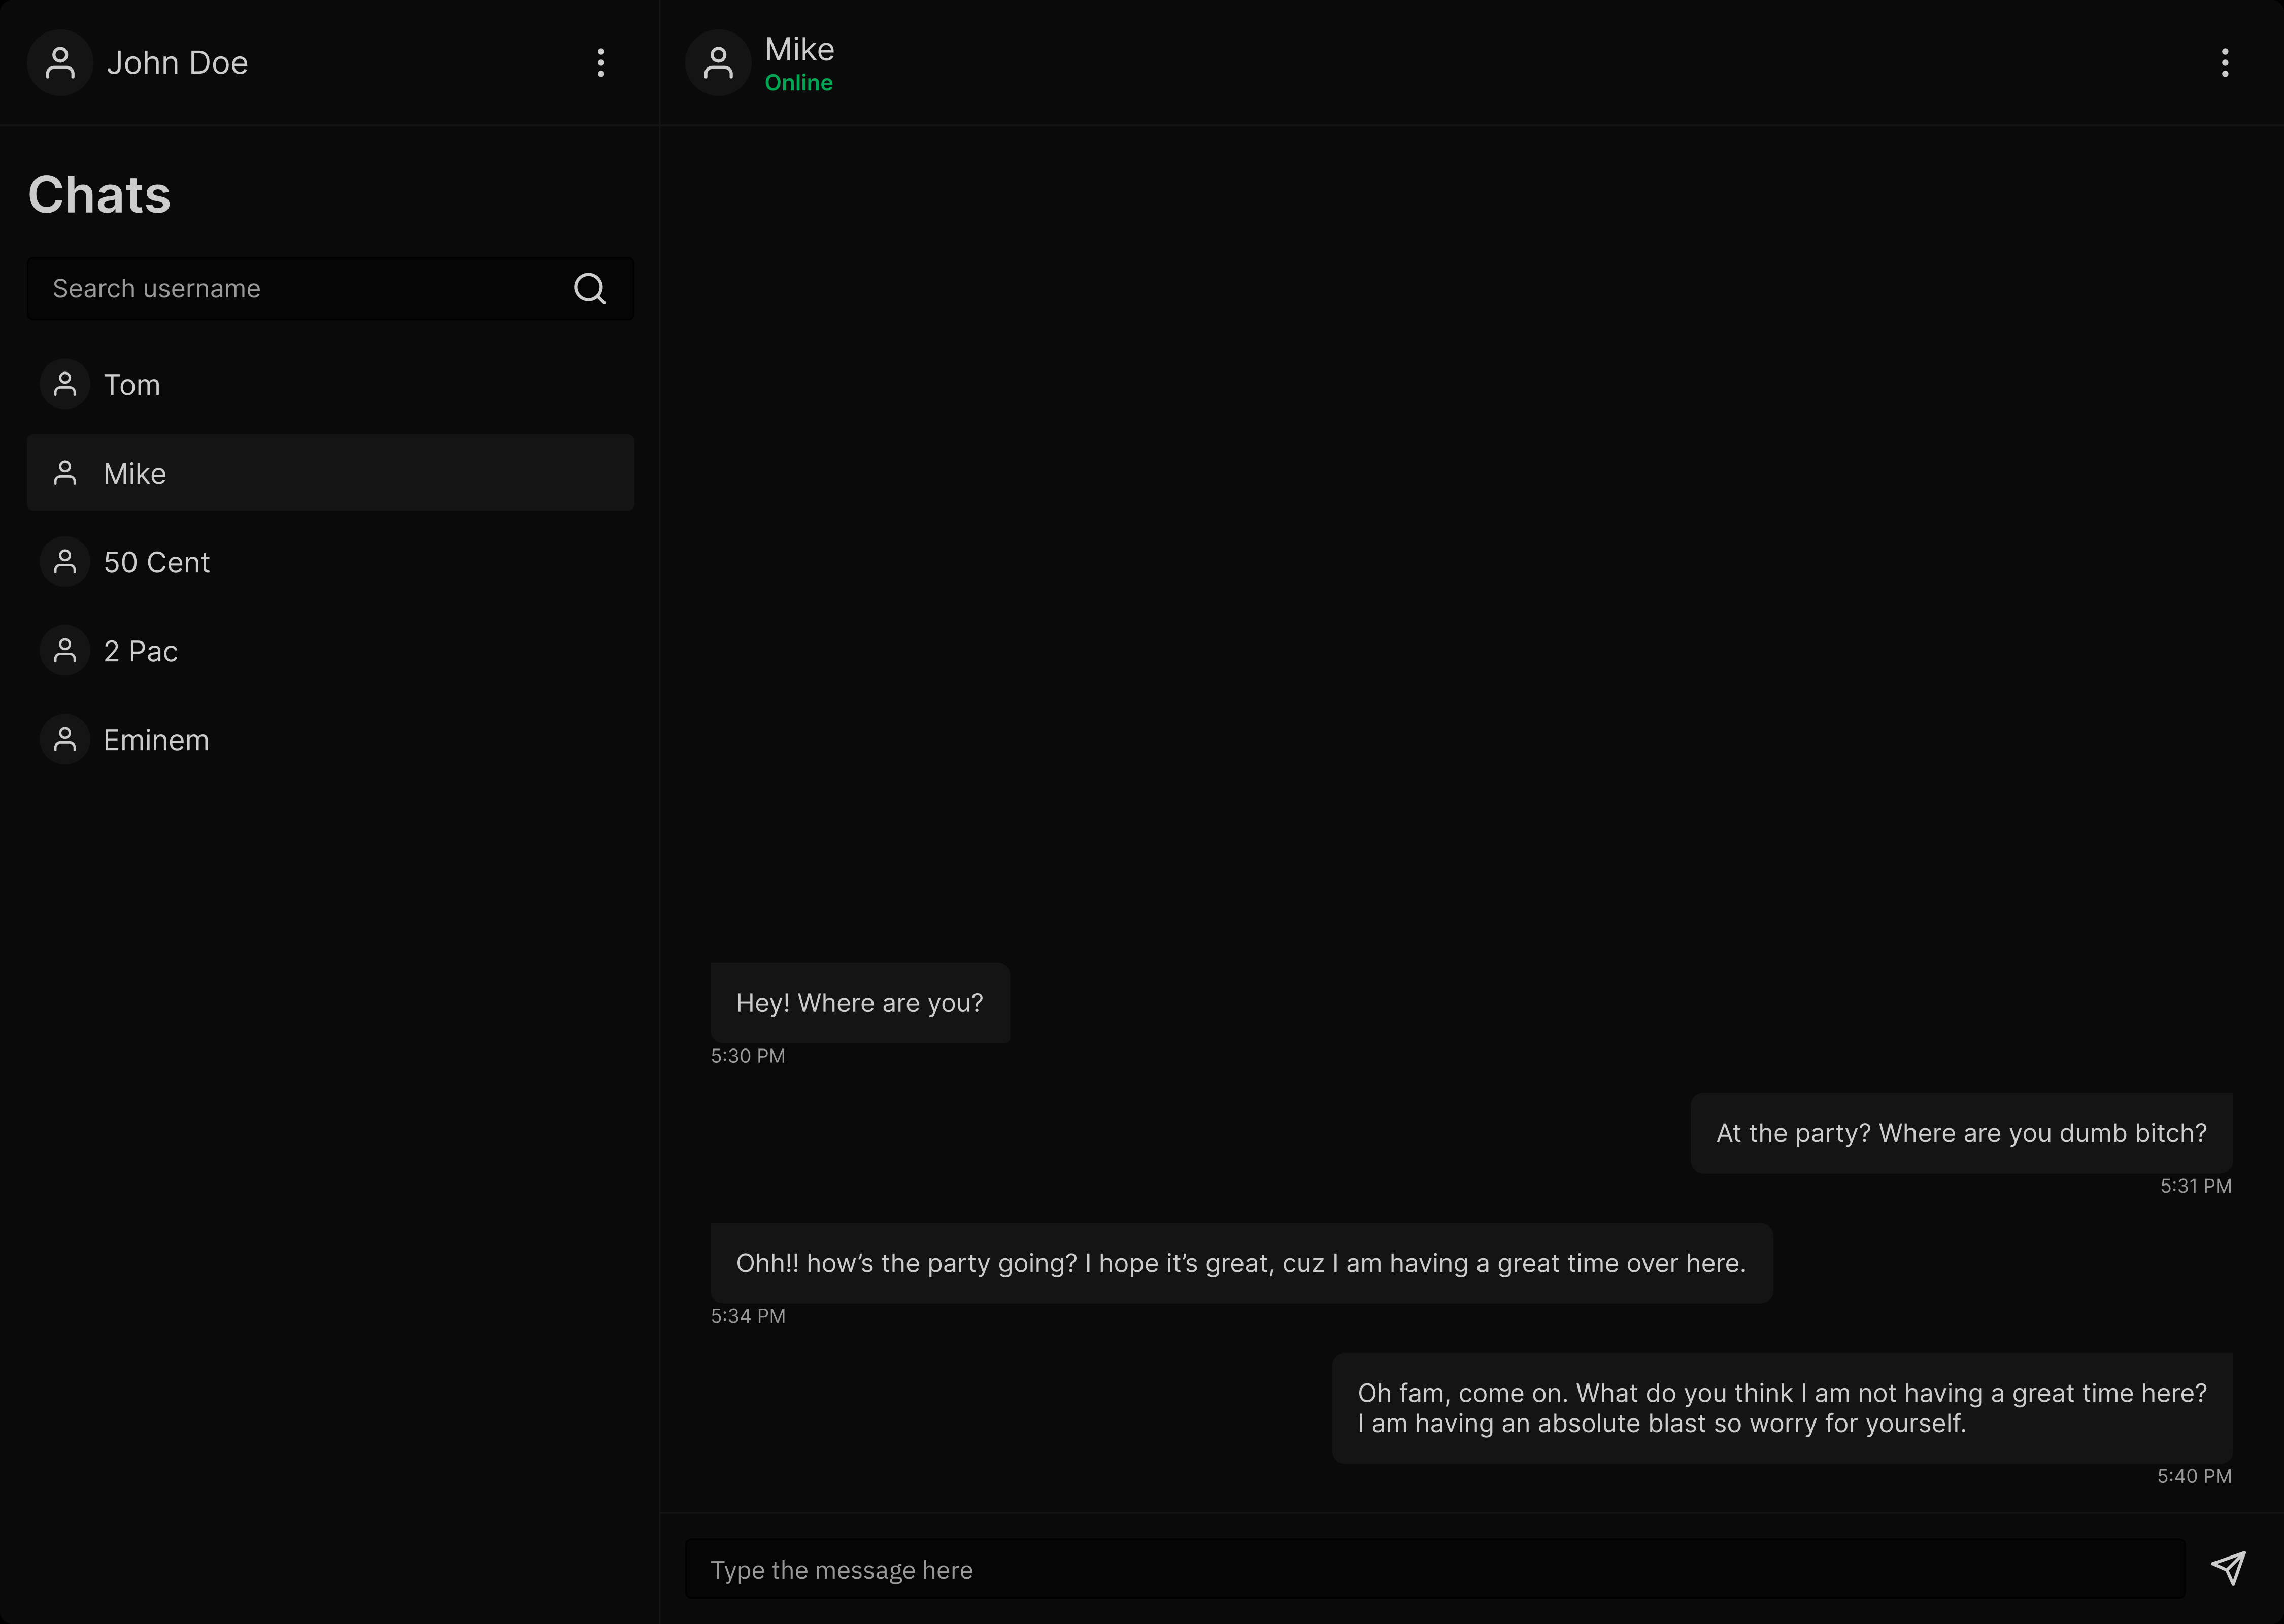 John Doe
Chats
Search username
Tom
Mike
50 Cent
2 Pac
Eminem
Mike
Online
Hey! Where are you?
5:30 PM
At the party? Where are you dumb bitch?
5:31 PM
Ohh!! how’s the party going? I hope it’s great, cuz I am having a great time over here.
5:34 PM
Oh fam, come on. What do you think I am not having a great time here?
I am having an absolute blast so worry for yourself.
5:40 PM
Type the message here